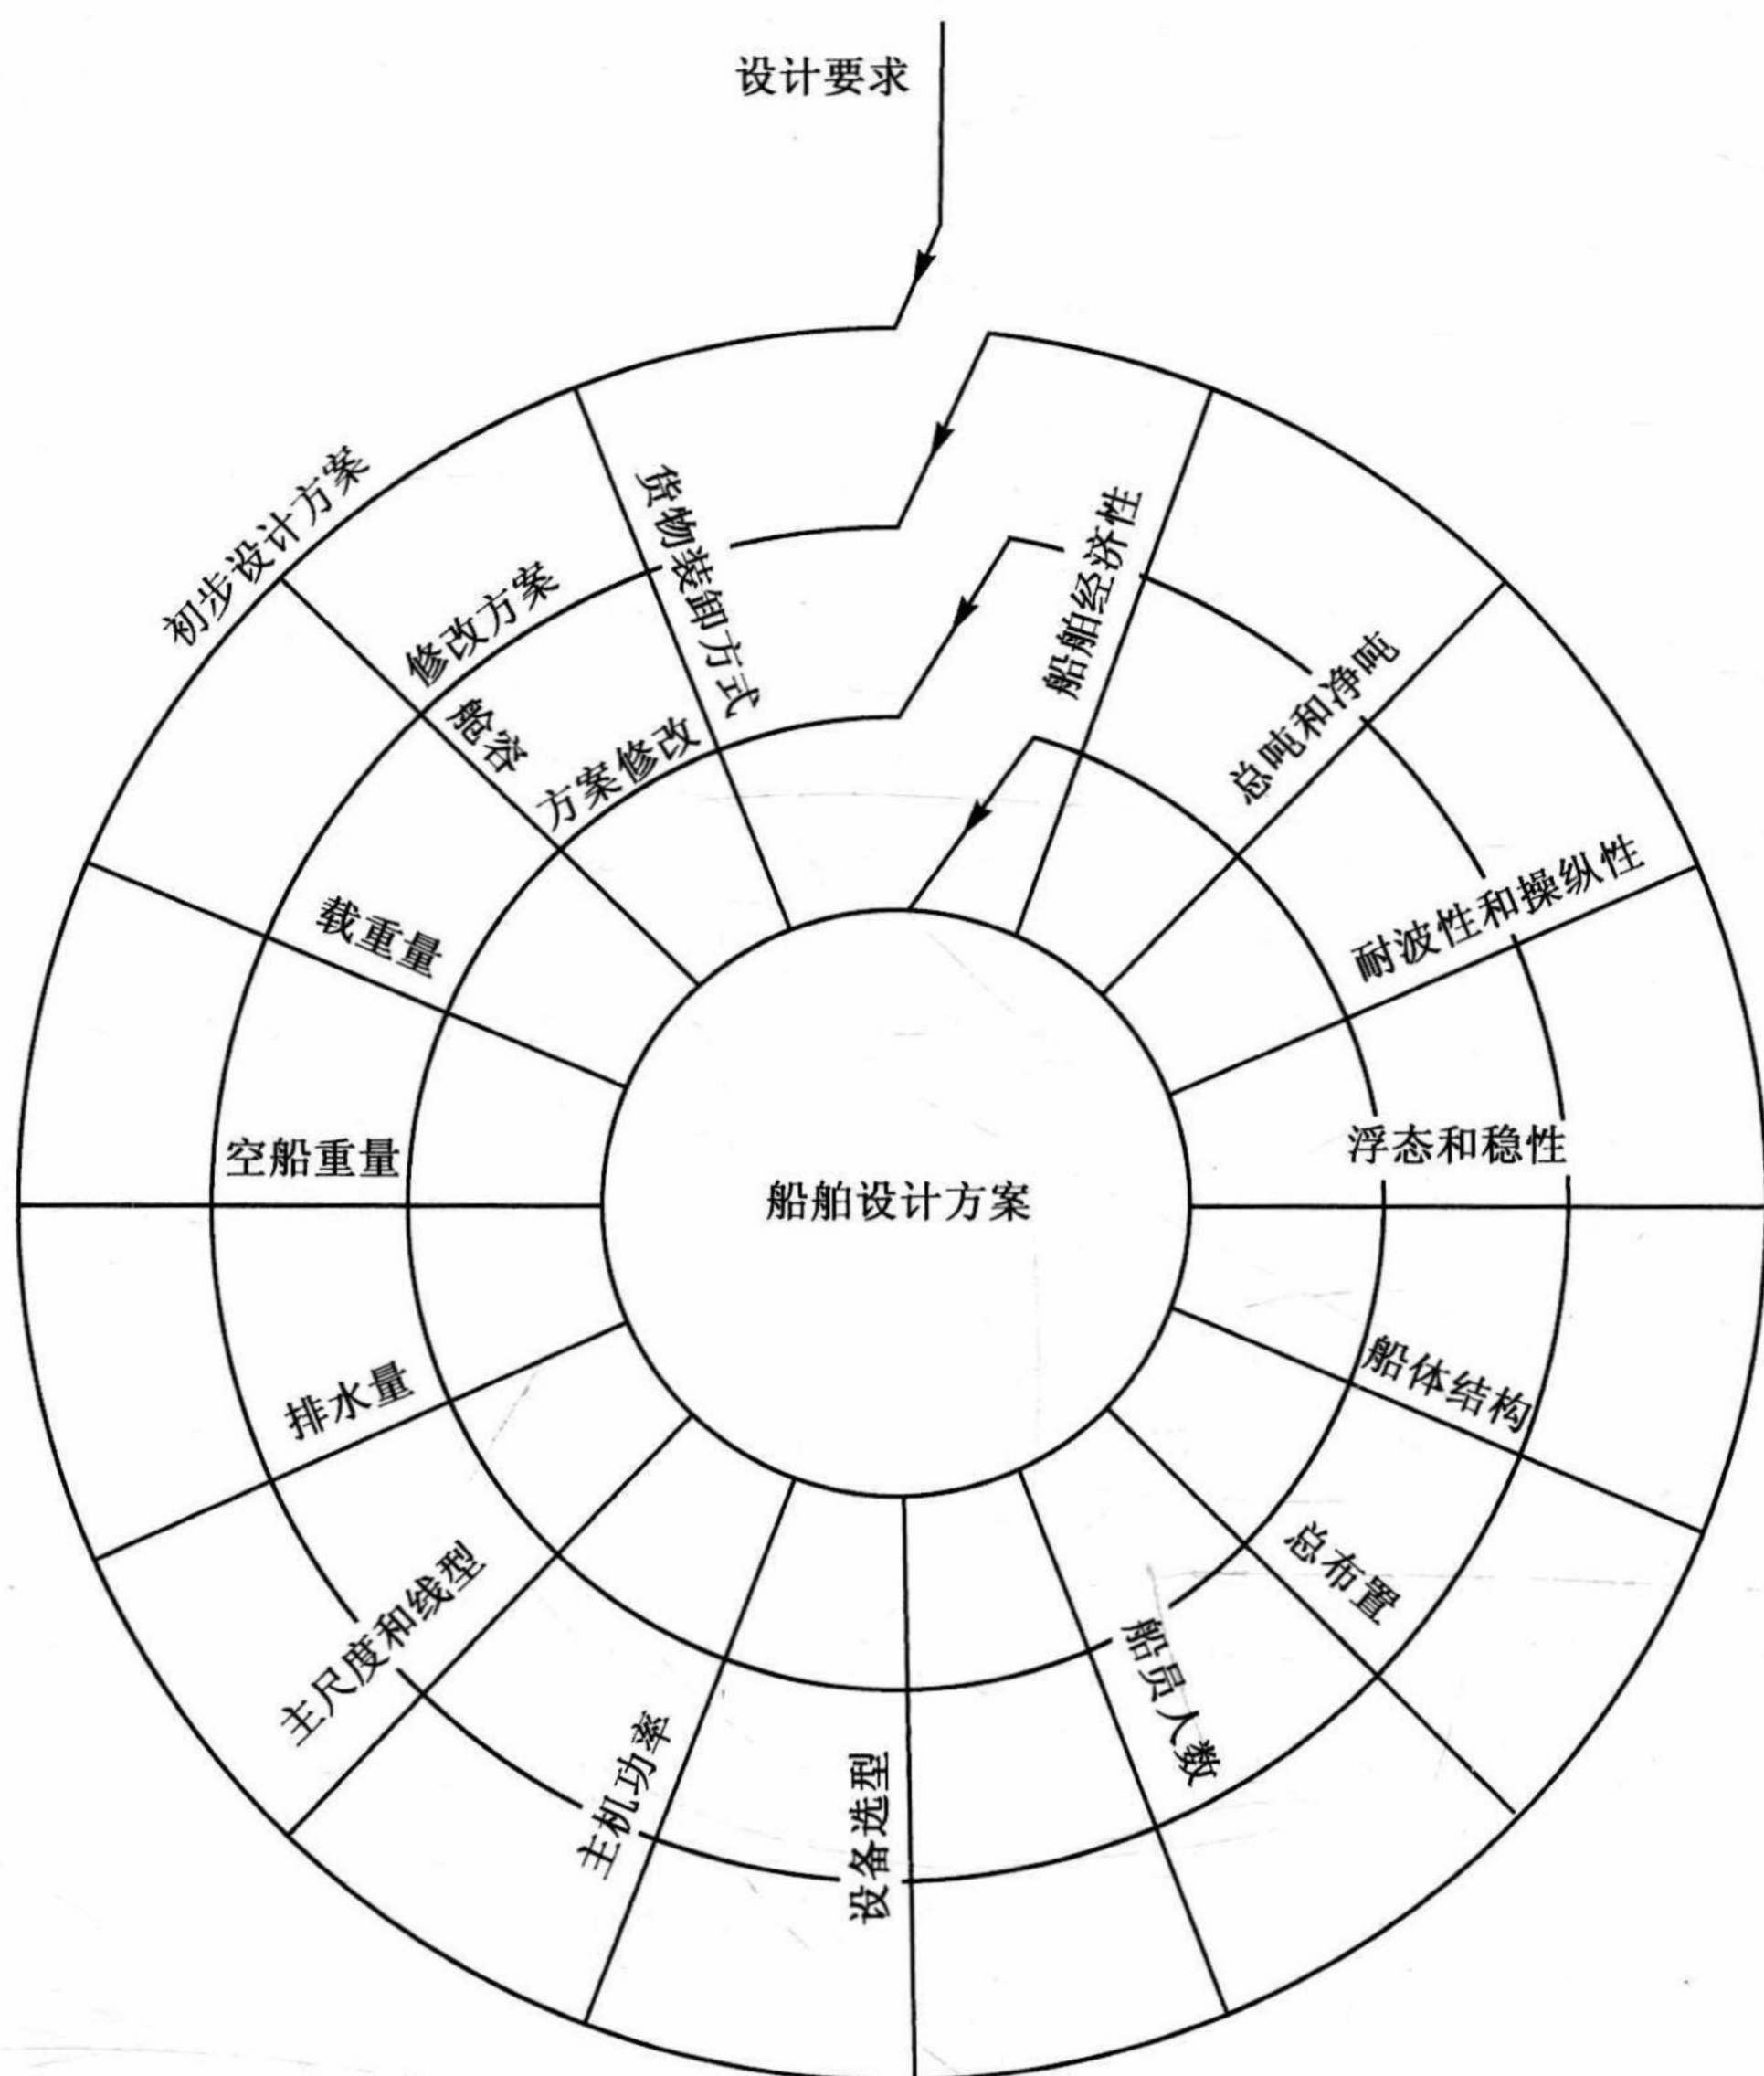 设计要求
初步设计方案
修改方案
方案修改
货物装卸方式
舱容
载重量
空船重量
排水量
主尺度和线型
主机功率
设备选型
船员人数
总布置
船体结构
浮态和稳性
耐波性和操纵性
总吨和净吨
船舶经济性
船舶设计方案